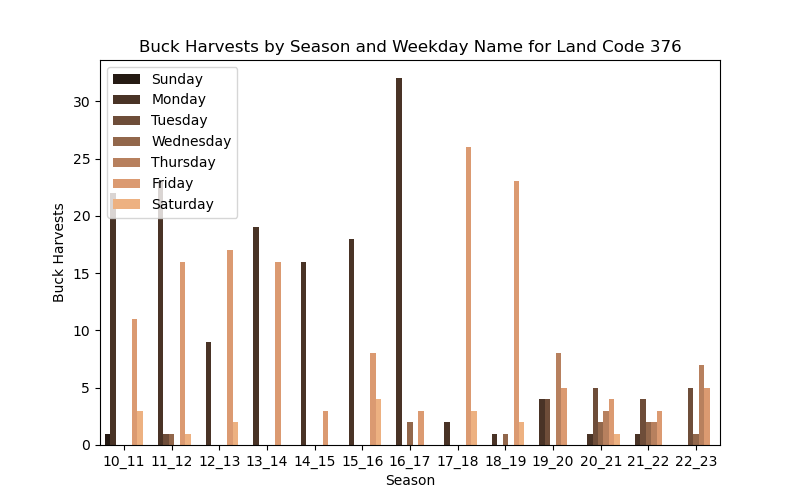 Buck Harvests by Season and Weekday Name for Land Code 376
Sunday
Monday
Tuesday
Wednesday
Thursday
Friday
Saturday
Buck Harvests
30
25
20
15
10
5
0
10_11 11_12 12_13 13_14 14_15 15_16 16_17 17_18 18_19 19_20 20_21 21_22 22_23
Season